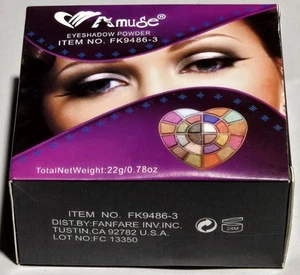 Amuse®
EYESHADOW POWDER
ITEM NO. FK9486-3
TotalNetWeight:22g/0.78oz
ITEM NO. FK9486-3
DIST.BY:FANFARE INV.INC.
TUSTIN,CA 92782 U.S.A.
LOT NO:FC 13350
24M